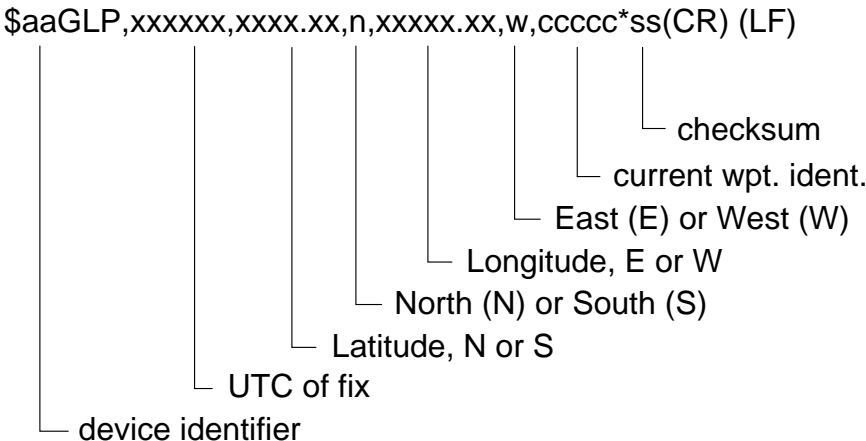 $aaGLP,xxxxxx,xxxx.xx,n,xxxxx.xx,w,ccccc*ss(CR) (LF)
checksum
current wpt. ident.
East (E) or West (W)
Longitude, E or W
North (N) or South (S)
Latitude, N or S
UTC of fix
device identifier